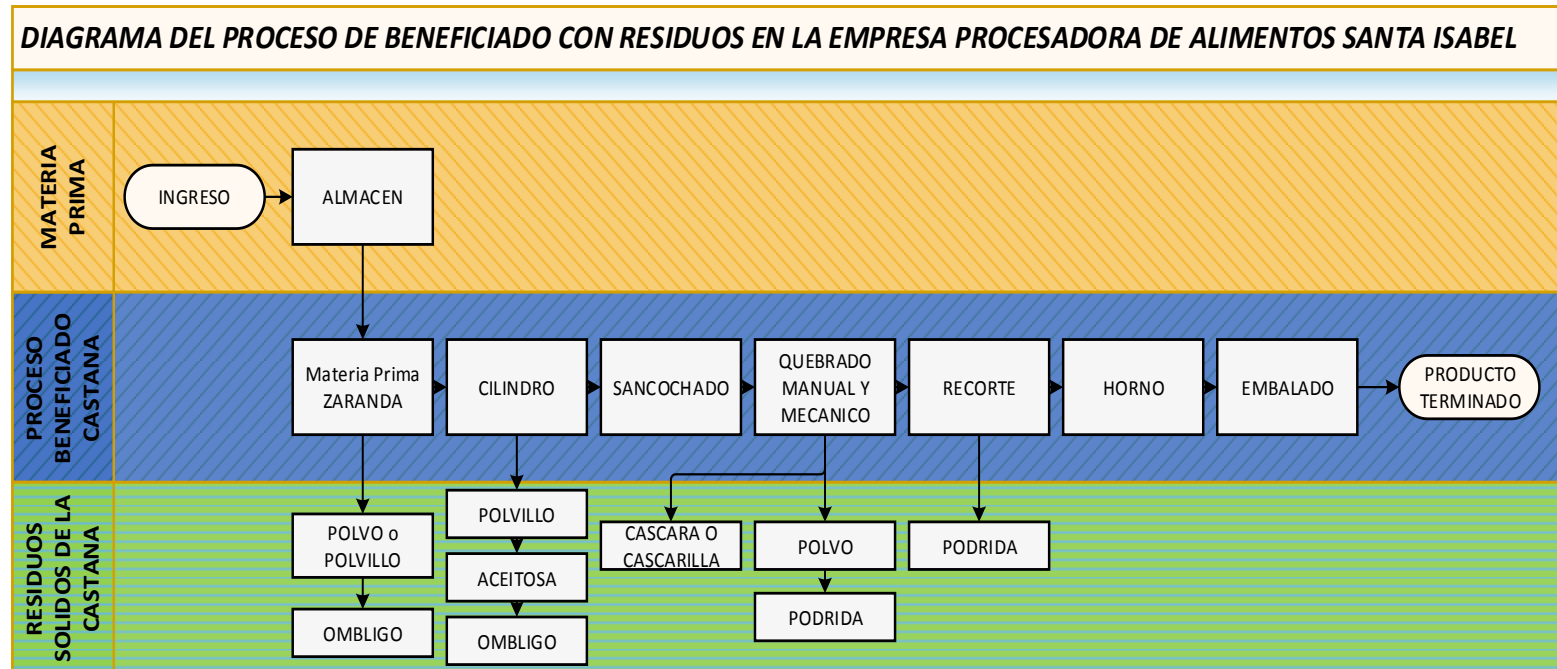 DIAGRAMA DEL PROCESO DE BENEFICIADO CON RESIDUOS EN LA EMPRESA PROCESADORA DE ALIMENTOS SANTA ISABEL
MATERIA
PRIMA
INGRESO
ALMACEN
PROCESO
BENEFICIADO
CASTANA
Materia Prima
ZARANDA
CILINDRO
SANCOCHADO
QUEBRADO
MANUAL Y
MECANICO
RECORTE
HORNO
EMBALADO
PRODUCTO
TERMINADO
RESIDUOS
SOLIDOS DE LA
CASTANA
POLVO o
POLVILLO
OMBLIGO
POLVILLO
ACEITOSA
OMBLIGO
CASCARA O
CASCARILLA
POLVO
PODRIDA
PODRIDA